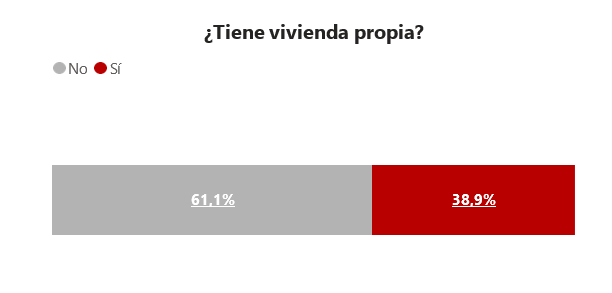 ¿Tiene vivienda propia?
No Sí
61,1% 38,9%